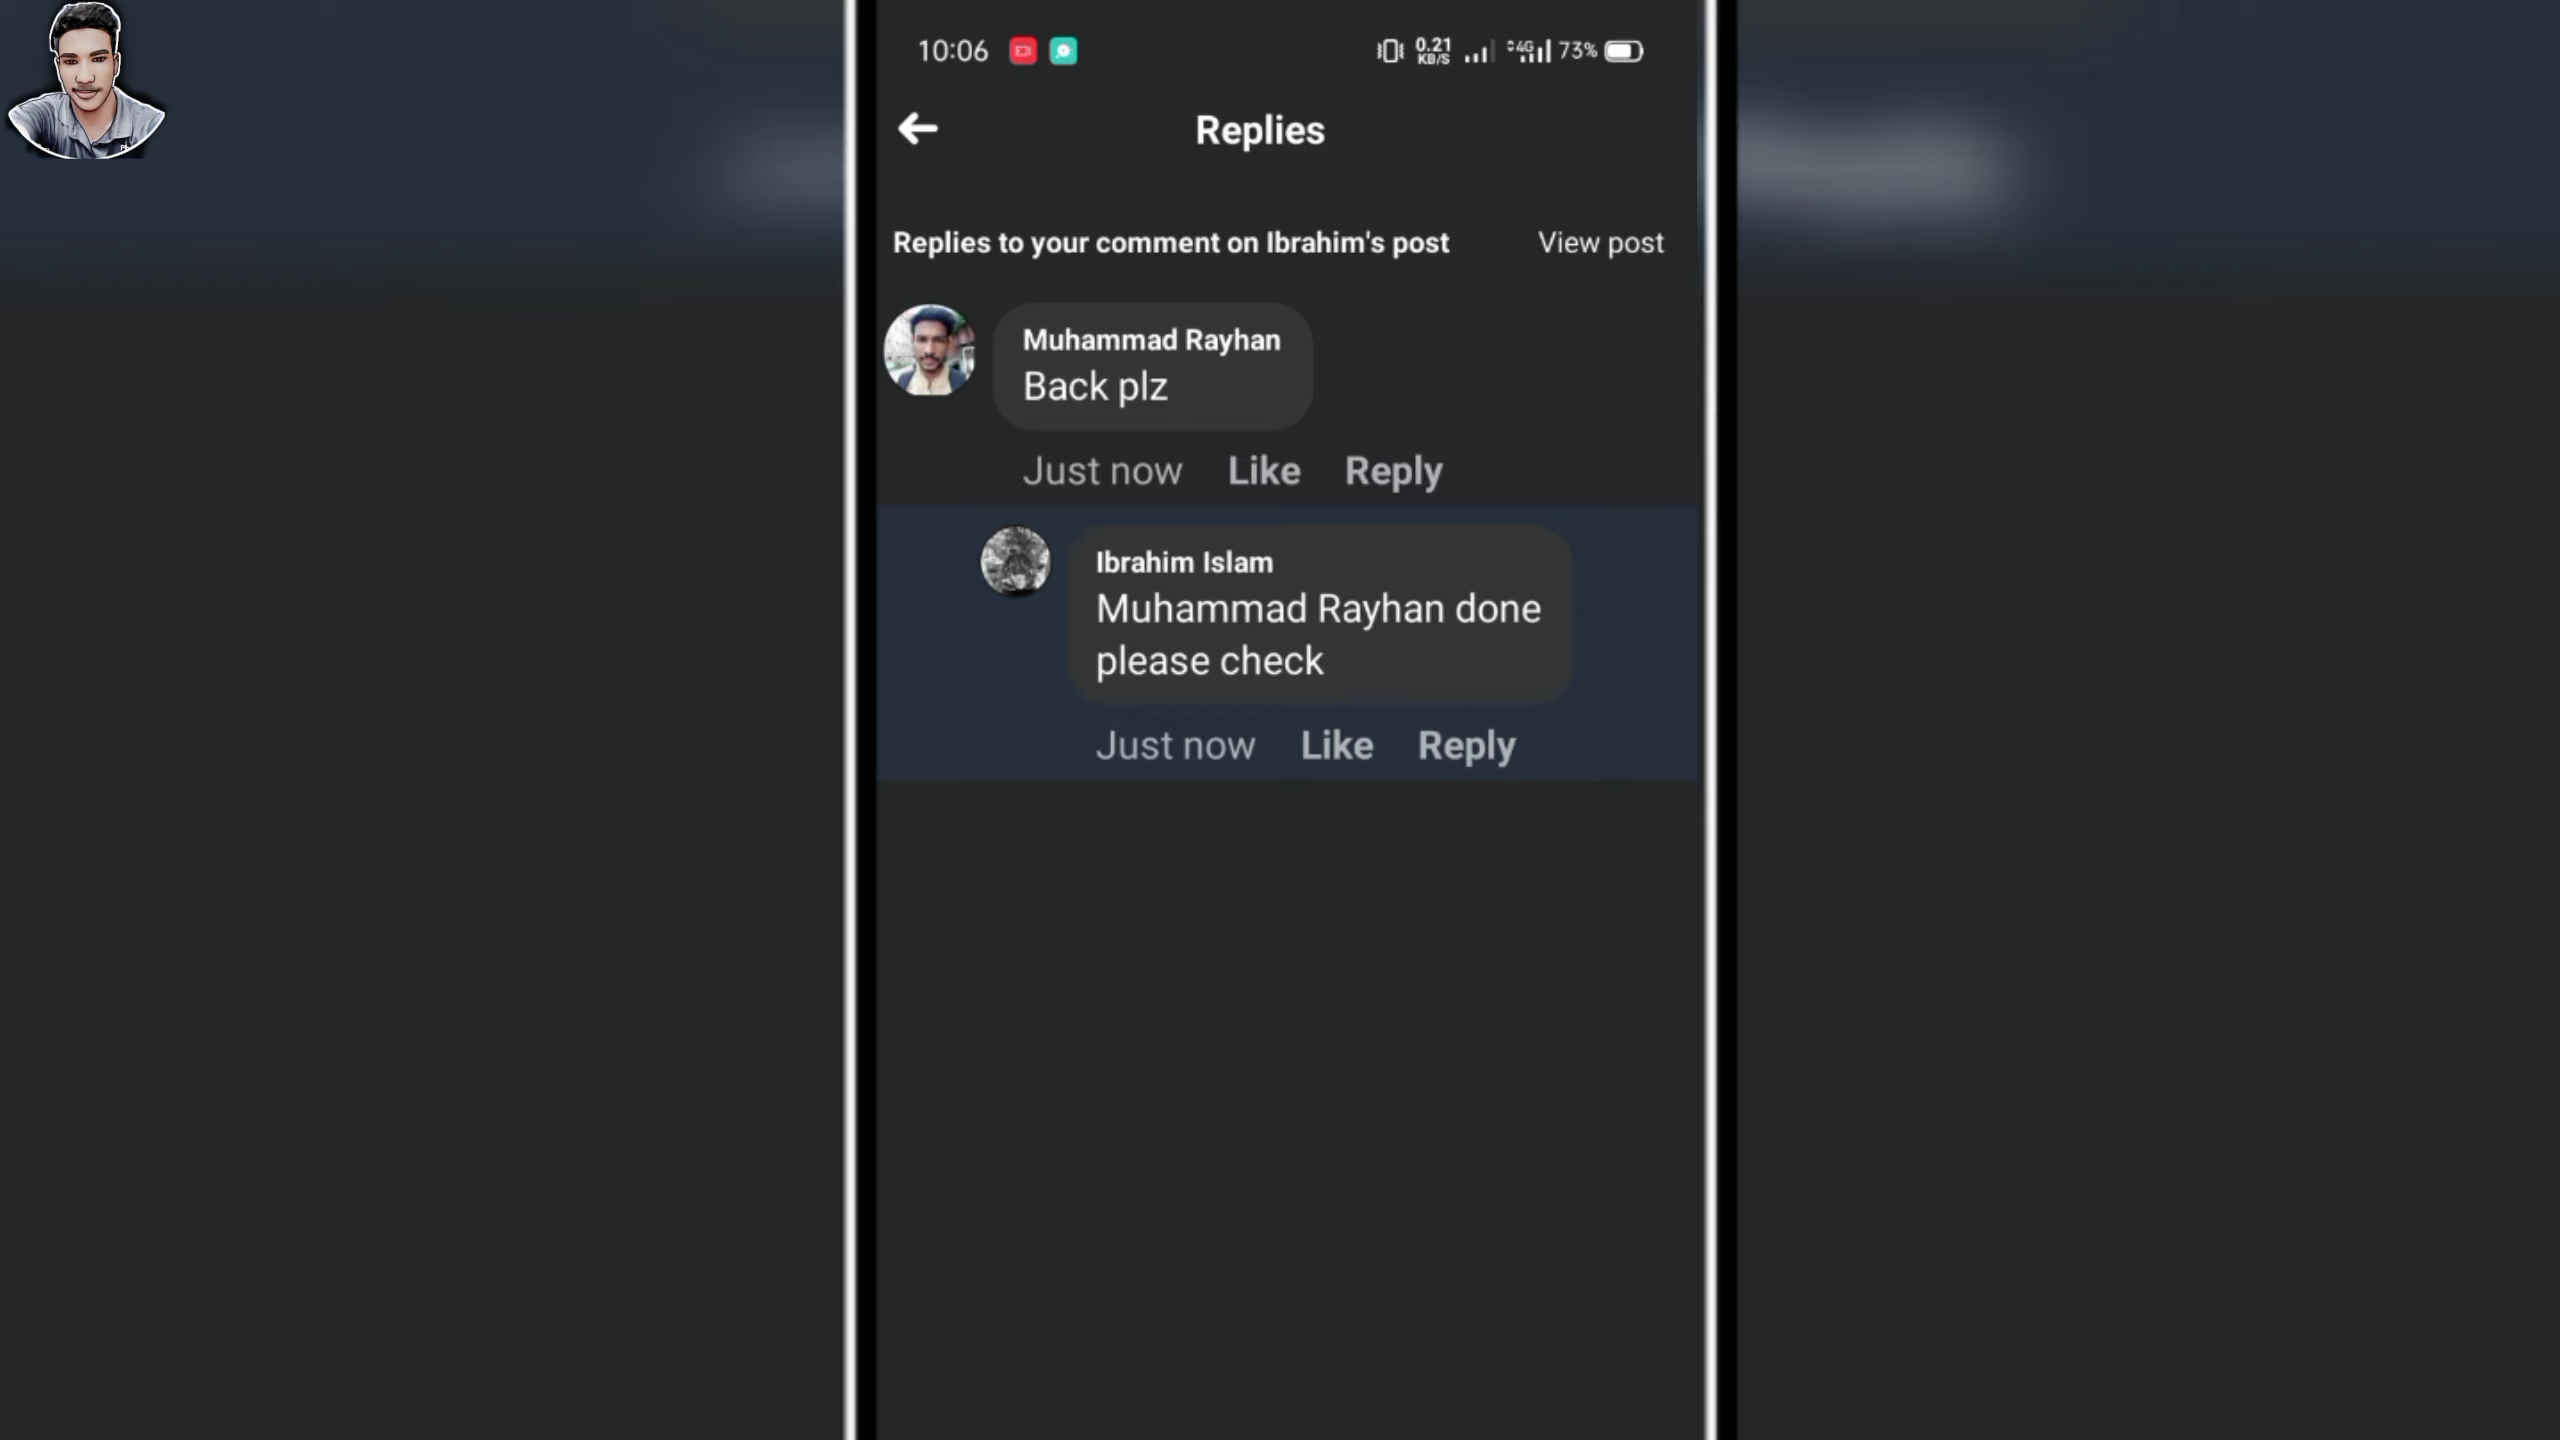 10:06
0.21 KB/S 4G 73%
Replies
Replies to your comment on Ibrahim's post View post
Muhammad Rayhan
Back plz
Just now Like Reply
Ibrahim Islam
Muhammad Rayhan done
please check
Just now Like Reply